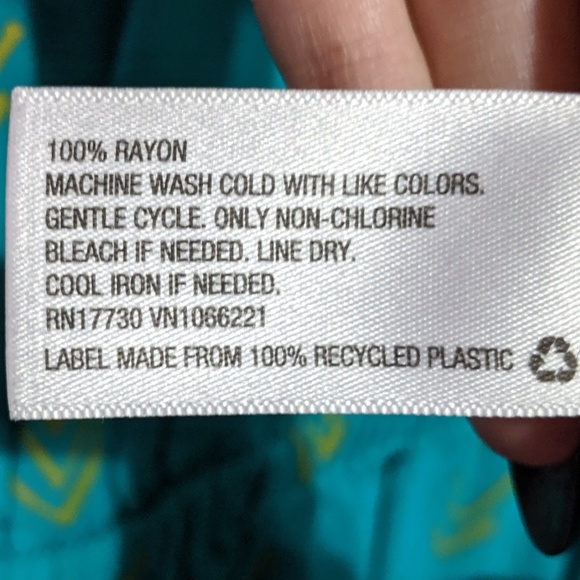 100% RAYON
MACHINE WASH COLD WITH LIKE COLORS.
GENTLE CYCLE. ONLY NON-CHLORINE
BLEACH IF NEEDED. LINE DRY.
COOL IRON IF NEEDED.
RN17730 VN1066221
LABEL MADE FROM 100% RECYCLED PLASTIC